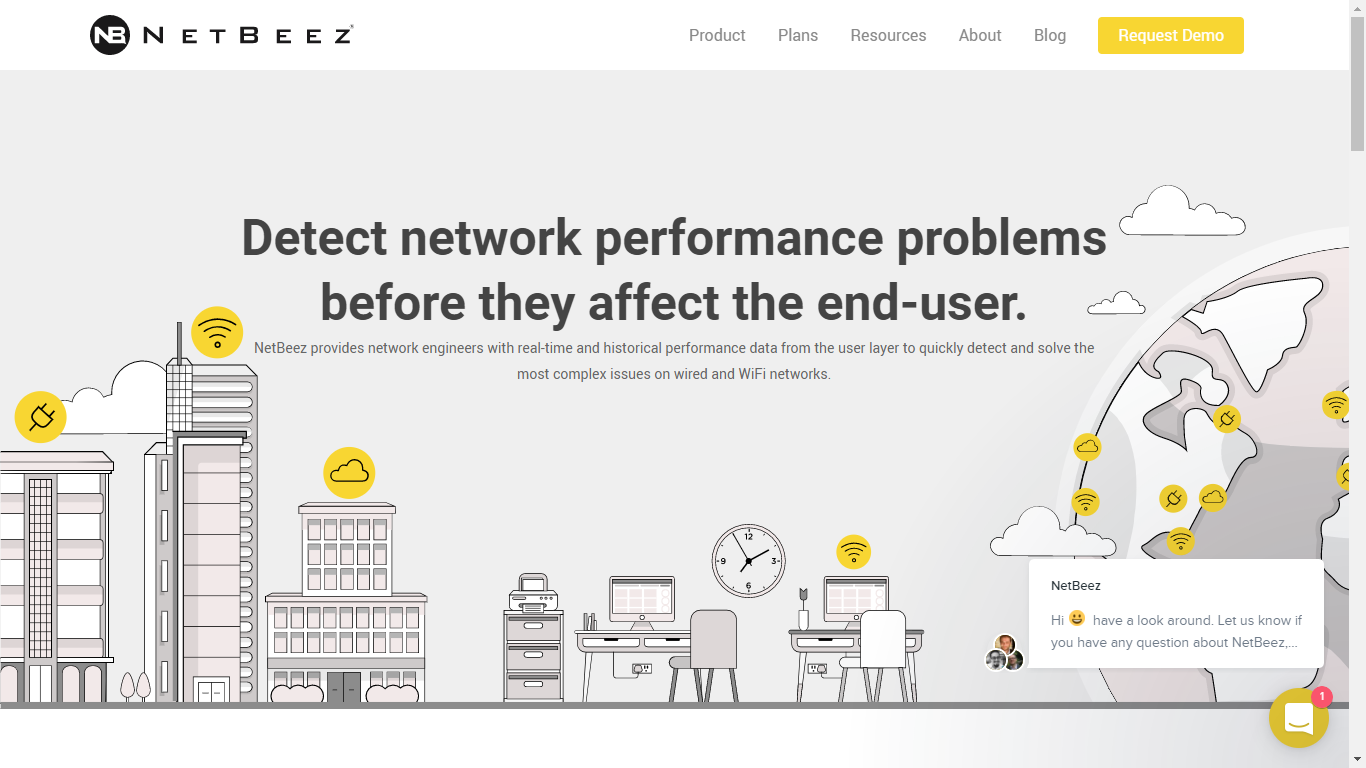 NB NETBEEZ®
Product Plans Resources About Blog Request Demo
Detect network performance problems
before they affect the end-user.
NetBeez provides network engineers with real-time and historical performance data from the user layer to quickly detect and solve the
most complex issues on wired and WiFi networks.
12
9 3
6
NetBeez
Hi 😀 have a look around. Let us know if
you have any question about NetBeez,...
1